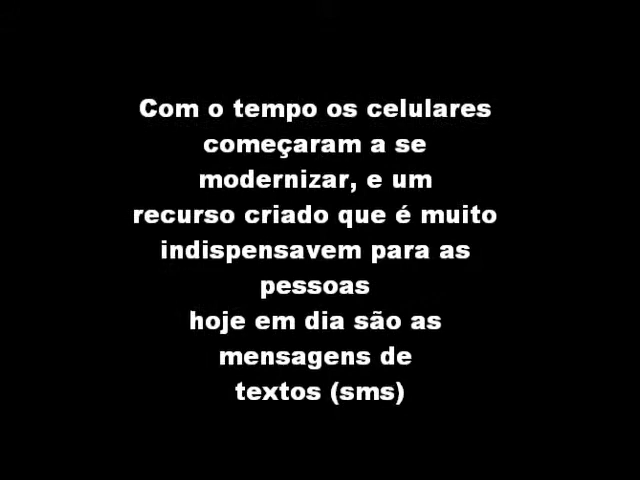 Com o tempo os celulares
começaram a se
modernizar, e um
recurso criado que é muito
indispensavem para as
pessoas
hoje em dia são as
mensagens de
textos (sms)